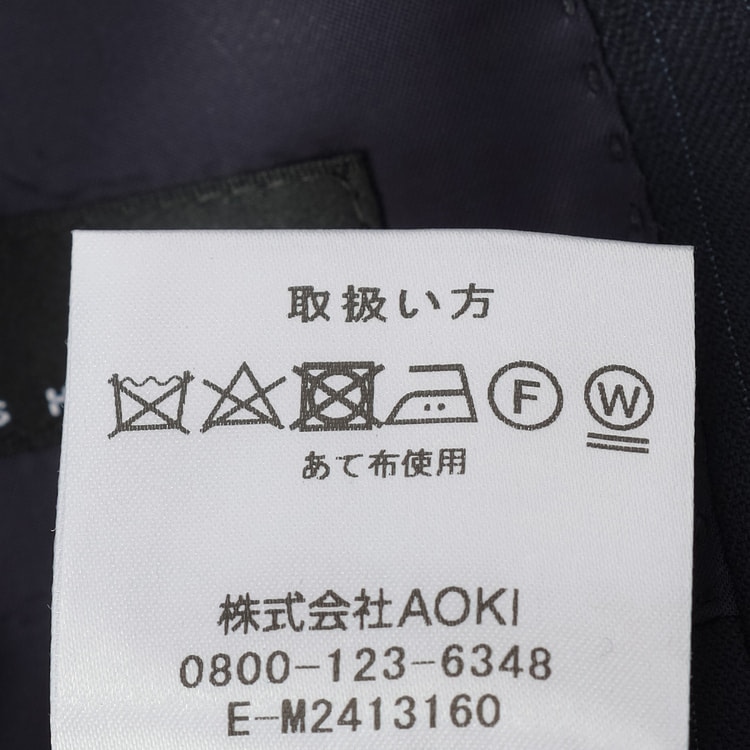 取扱い方
F W
あて布使用
株式会社AOKI
0800-123-6348
E-M2413160